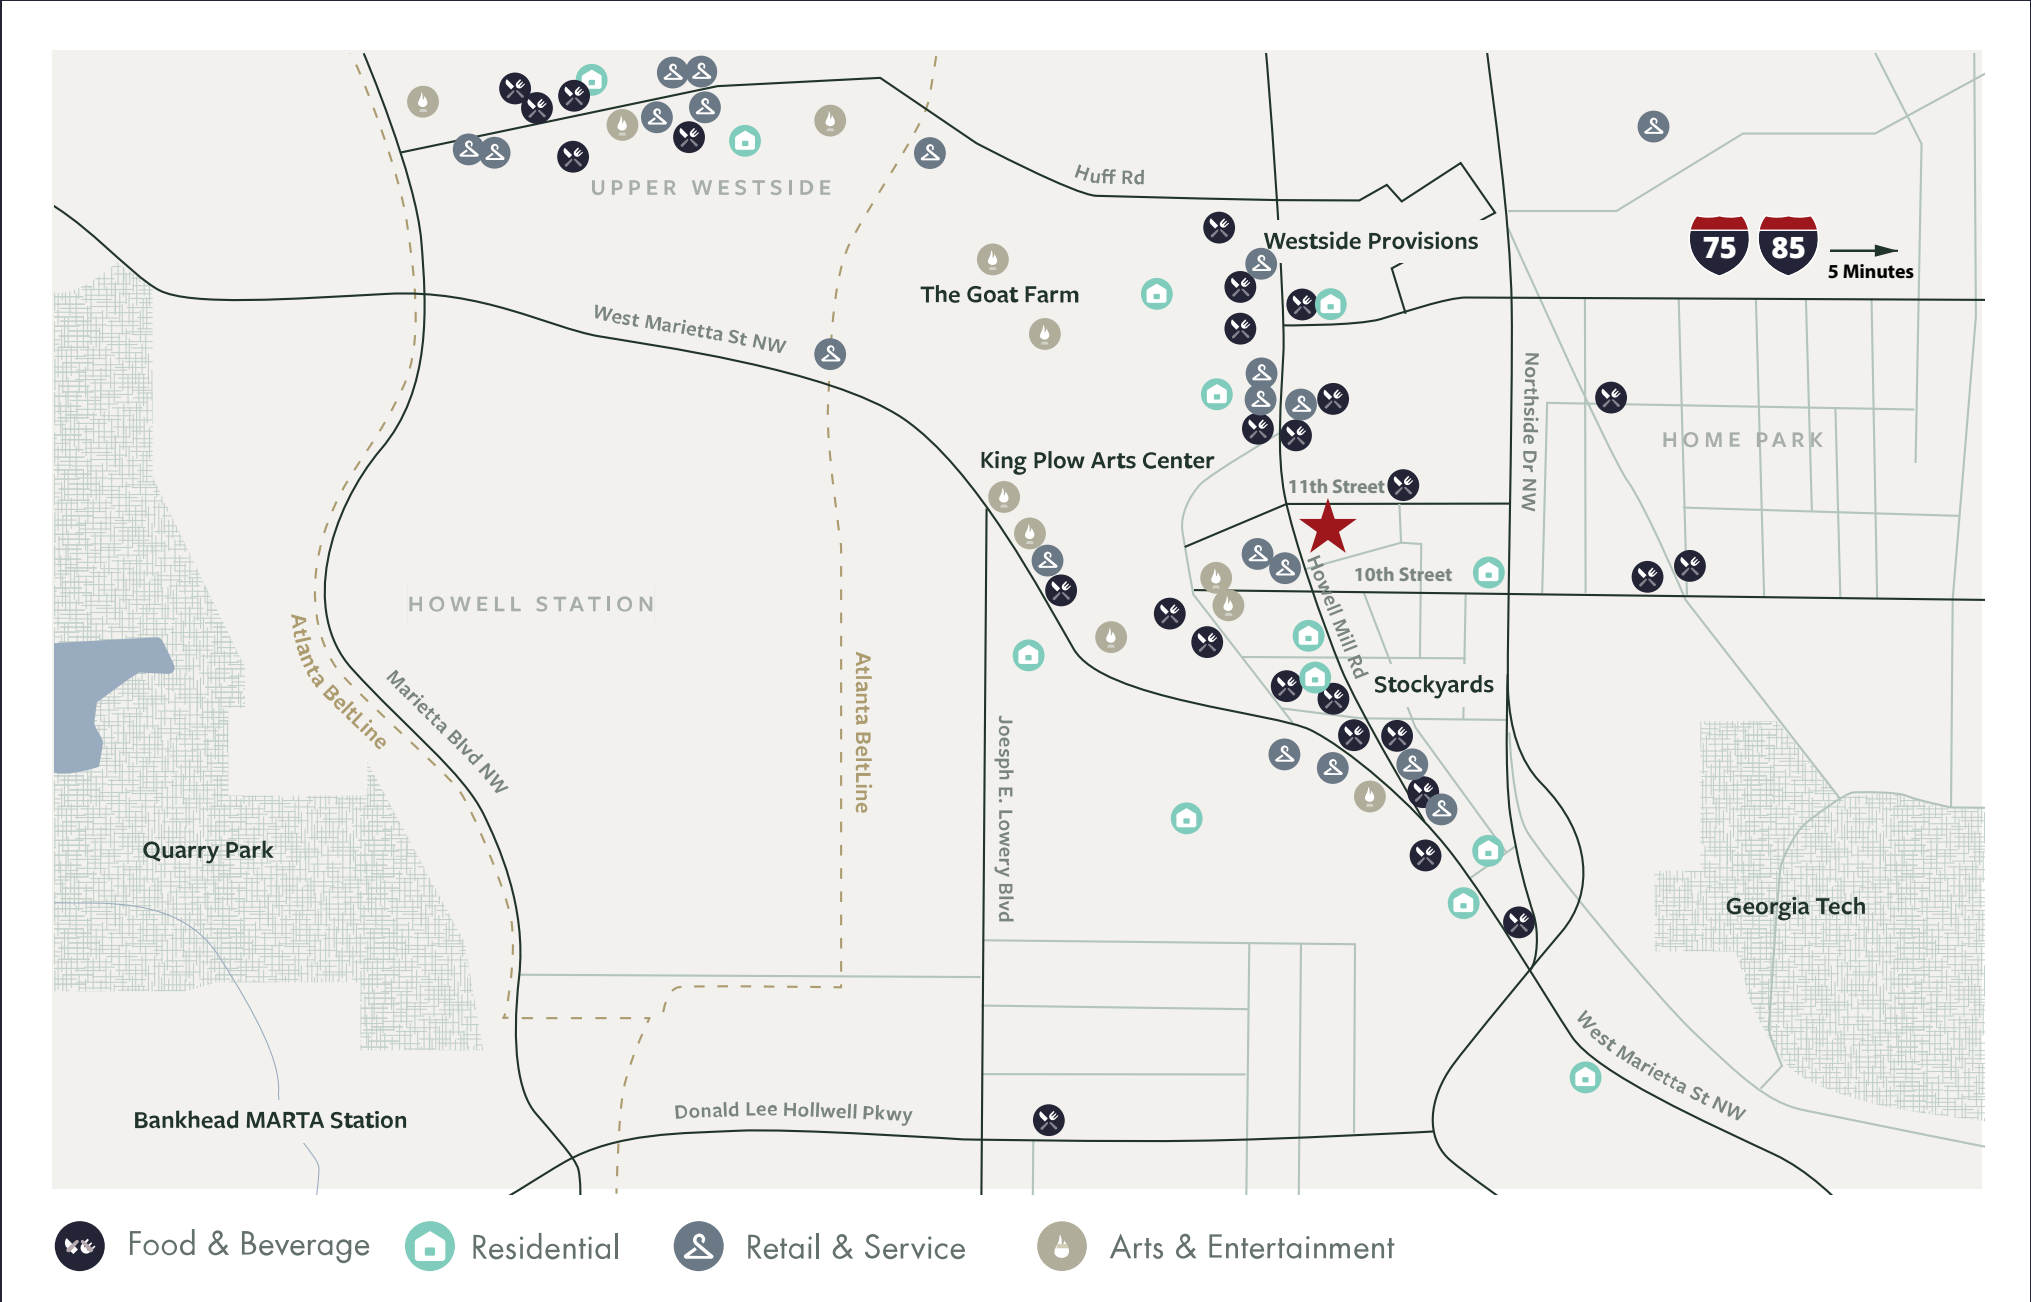 UPPER WESTSIDE
Huff Rd
Westside Provisions
75
85
5 Minutes
The Goat Farm
West Marietta St NW
Northside Dr NW
HOME PARK
King Plow Arts Center
11th Street
10th Street
Howell Mill Rd
HOWELL STATION
Atlanta BeltLine
Marietta Blvd NW
Atlanta BeltLine
Stockyards
Joesph E. Lowery Blvd
Quarry Park
Georgia Tech
West Marietta St NW
Bankhead MARTA Station
Donald Lee Hollwell Pkwy
Food & Beverage
Residential
Retail & Service
Arts & Entertainment